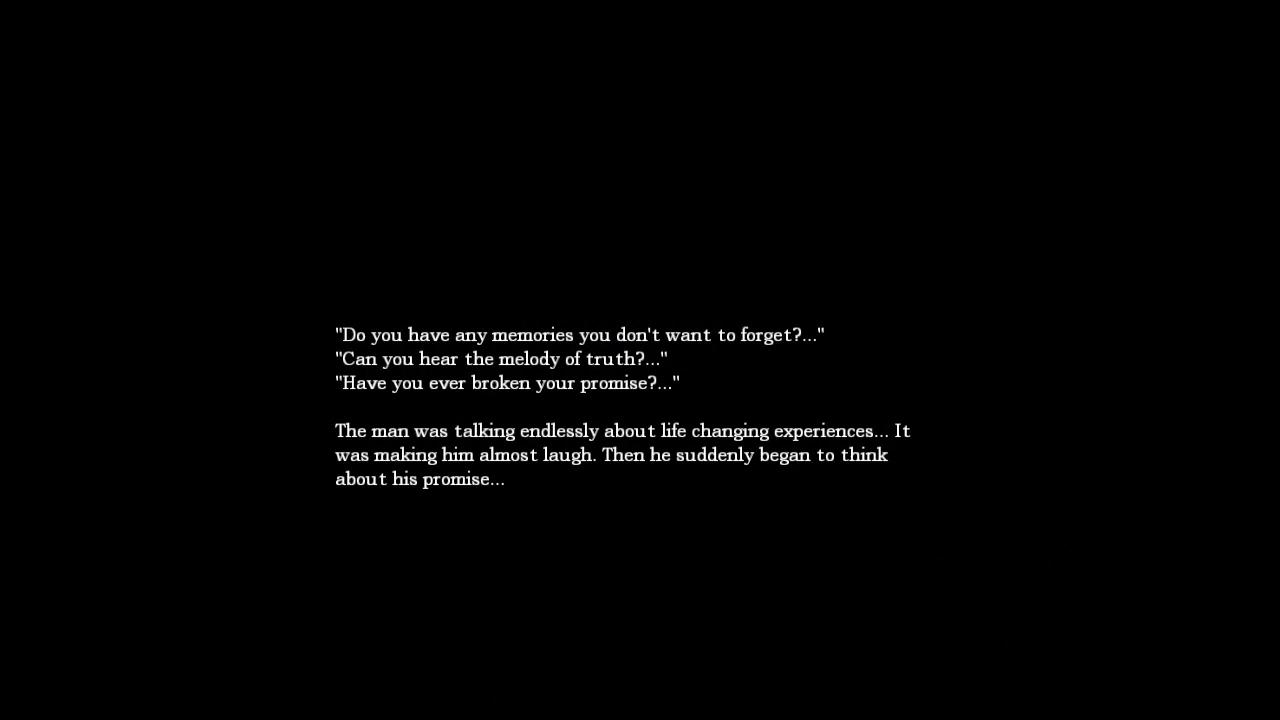 "Do you have any memories you don't want to forget?..."
"Can you hear the melody of truth?..."
"Have you ever broken your promise?..."
The man was talking endlessly about life changing experiences... It
was making him almost laugh. Then he suddenly began to think
about his promise...